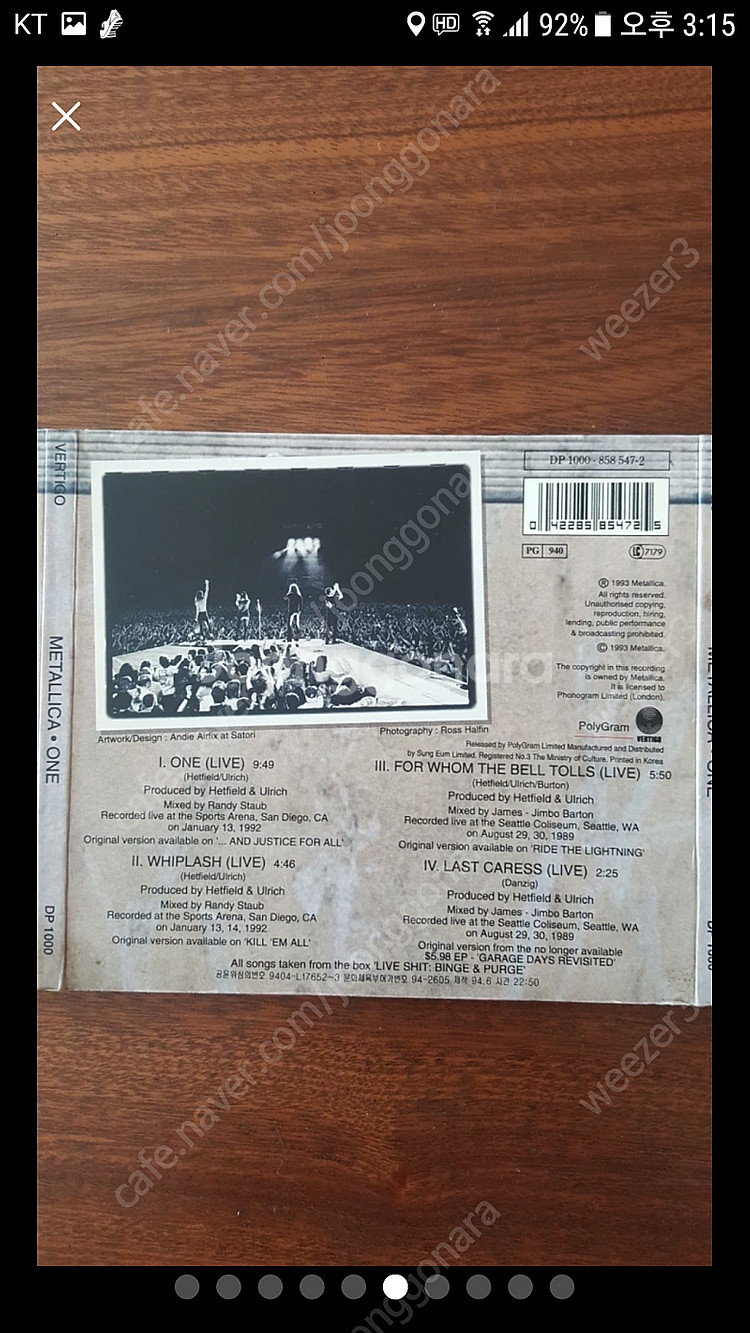 KT HD 92% 오후 3:15
cafe.naver.com/joonggonara
weezer3
VERTIGO
METALLICA • ONE
DP 1000
DP 1000 · 858 547-2
0 42285 85472 5
PG 940
LC 7179
℗ 1993 Metallica.
All rights reserved.
Unauthorised copying,
reproduction, hiring,
lending, public performance
& broadcasting prohibited.
© 1993 Metallica.
The copyright in this recording
is owned by Metallica.
It is licensed to
Phonogram Limited (London).
PolyGram
VERTIGO
Released by PolyGram Limited Manufactured and Distributed
by Sung Eum Limited. Registered No.3 The Ministry of Culture. Printed in Korea
Artwork/Design : Andie Airfix at Satori
Photography : Ross Halfin
I. ONE (LIVE) 9:49
(Hetfield/Ulrich)
Produced by Hetfield & Ulrich
Mixed by Randy Staub
Recorded live at the Sports Arena, San Diego, CA
on January 13, 1992
Original version available on '... AND JUSTICE FOR ALL'
II. WHIPLASH (LIVE) 4:46
(Hetfield/Ulrich)
Produced by Hetfield & Ulrich
Mixed by Randy Staub
Recorded at the Sports Arena, San Diego, CA
on January 13, 14, 1992
Original version available on 'KILL 'EM ALL'
III. FOR WHOM THE BELL TOLLS (LIVE) 5:50
(Hetfield/Ulrich/Burton)
Produced by Hetfield & Ulrich
Mixed by James - Jimbo Barton
Recorded live at the Seattle Coliseum, Seattle, WA
on August 29, 30, 1989
Original version available on 'RIDE THE LIGHTNING'
IV. LAST CARESS (LIVE) 2:25
(Danzig)
Produced by Hetfield & Ulrich
Mixed by James - Jimbo Barton
Recorded live at the Seattle Coliseum, Seattle, WA
on August 29, 30, 1989
Original version from the no longer available
$5.98 EP - 'GARAGE DAYS REVISITED'
All songs taken from the box 'LIVE SHIT: BINGE & PURGE'
공윤위심의번호 9404-L17652~3 문화체육부허가번호 94-2605 제작 94.6 시간 22:50
cafe.naver.com/joonggonara
weezer3